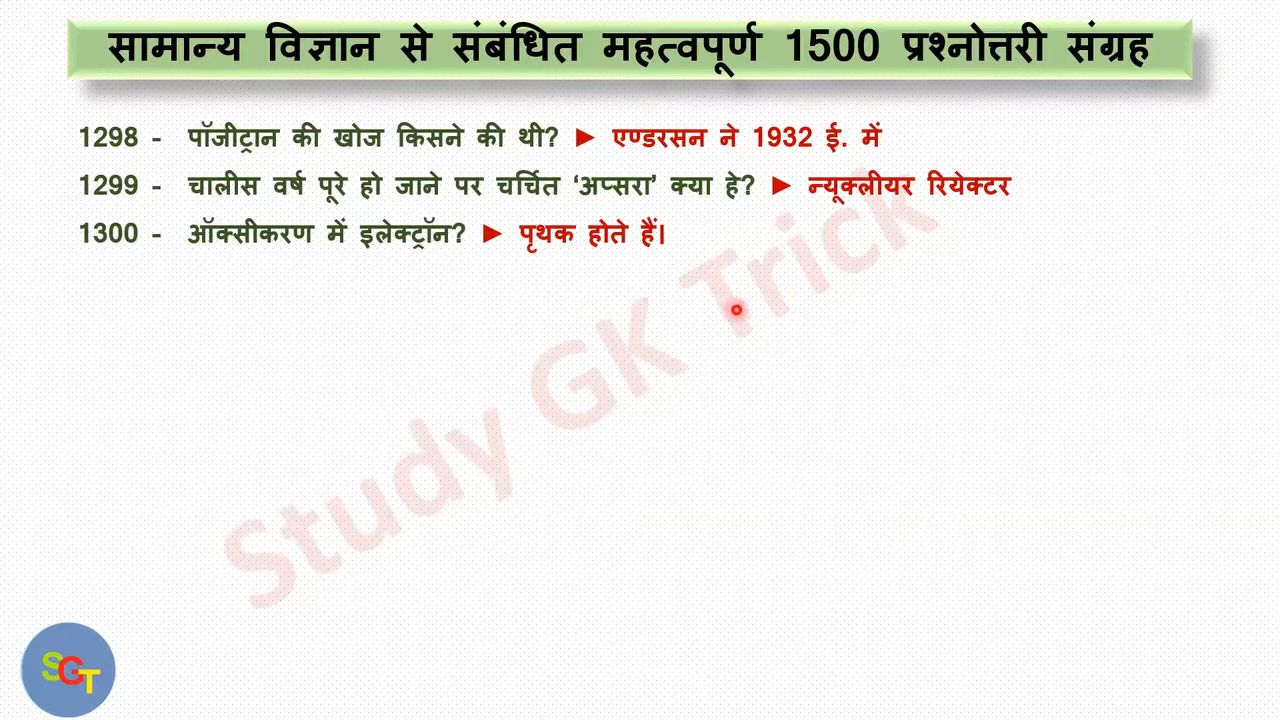 सामान्य विज्ञान से संबंधित महत्वपूर्ण 1500 प्रश्नोत्तरी संग्रह
1298 - पॉजीट्रान की खोज किसने की थी? ► एण्डरसन ने 1932 ई. में
1299 - चालीस वर्ष पूरे हो जाने पर चर्चित ‘अप्सरा’ क्या हे? ► न्यूक्लीयर रियेक्टर
1300 - ऑक्सीकरण में इलेक्ट्रॉन? ► पृथक होते हैं।
Study GK Trick
SGT